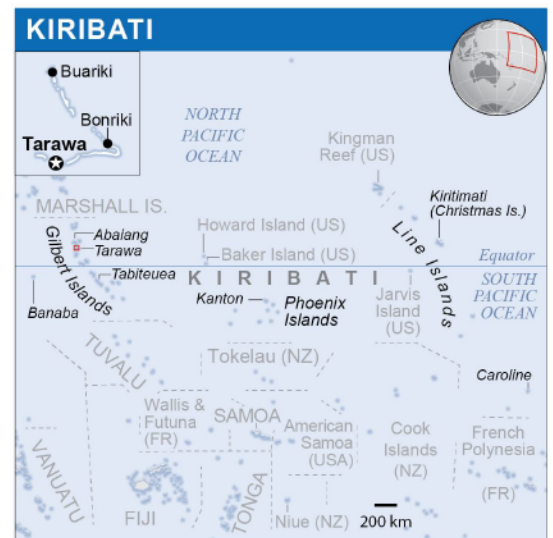 KIRIBATI
Buariki
Bonriki
Tarawa
NORTH
PACIFIC
OCEAN
Kingman
Reef (US)
Kiritimati
(Christmas Is.)
MARSHALL IS.
Howard Island (US)
Abaiang
Tarawa
Gilbert Islands
Baker Island (US)
Line Islands
Equator
Tabiteuea
KIRIBATI
SOUTH
PACIFIC
OCEAN
Banaba
Kanton
Phoenix
Islands
Jarvis
Island
(US)
TUVALU
Tokelau (NZ)
Caroline
Wallis &
Futuna
(FR)
SAMOA
American
Samoa
(USA)
Cook
Islands
(NZ)
French
Polynesia
(FR)
VANUATU
FIJI
TONGA
Niue (NZ)
200 km